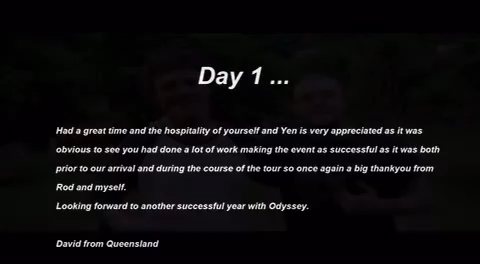 Day 1 ...
Had a great time and the hospitality of yourself and Yen is very appreciated as it was
obvious to see you had done a lot of work making the event as successful as it was both
prior to our arrival and during the course of the tour so once again a big thankyou from
Rod and myself.
Looking forward to another successful year with Odyssey.
David from Queensland